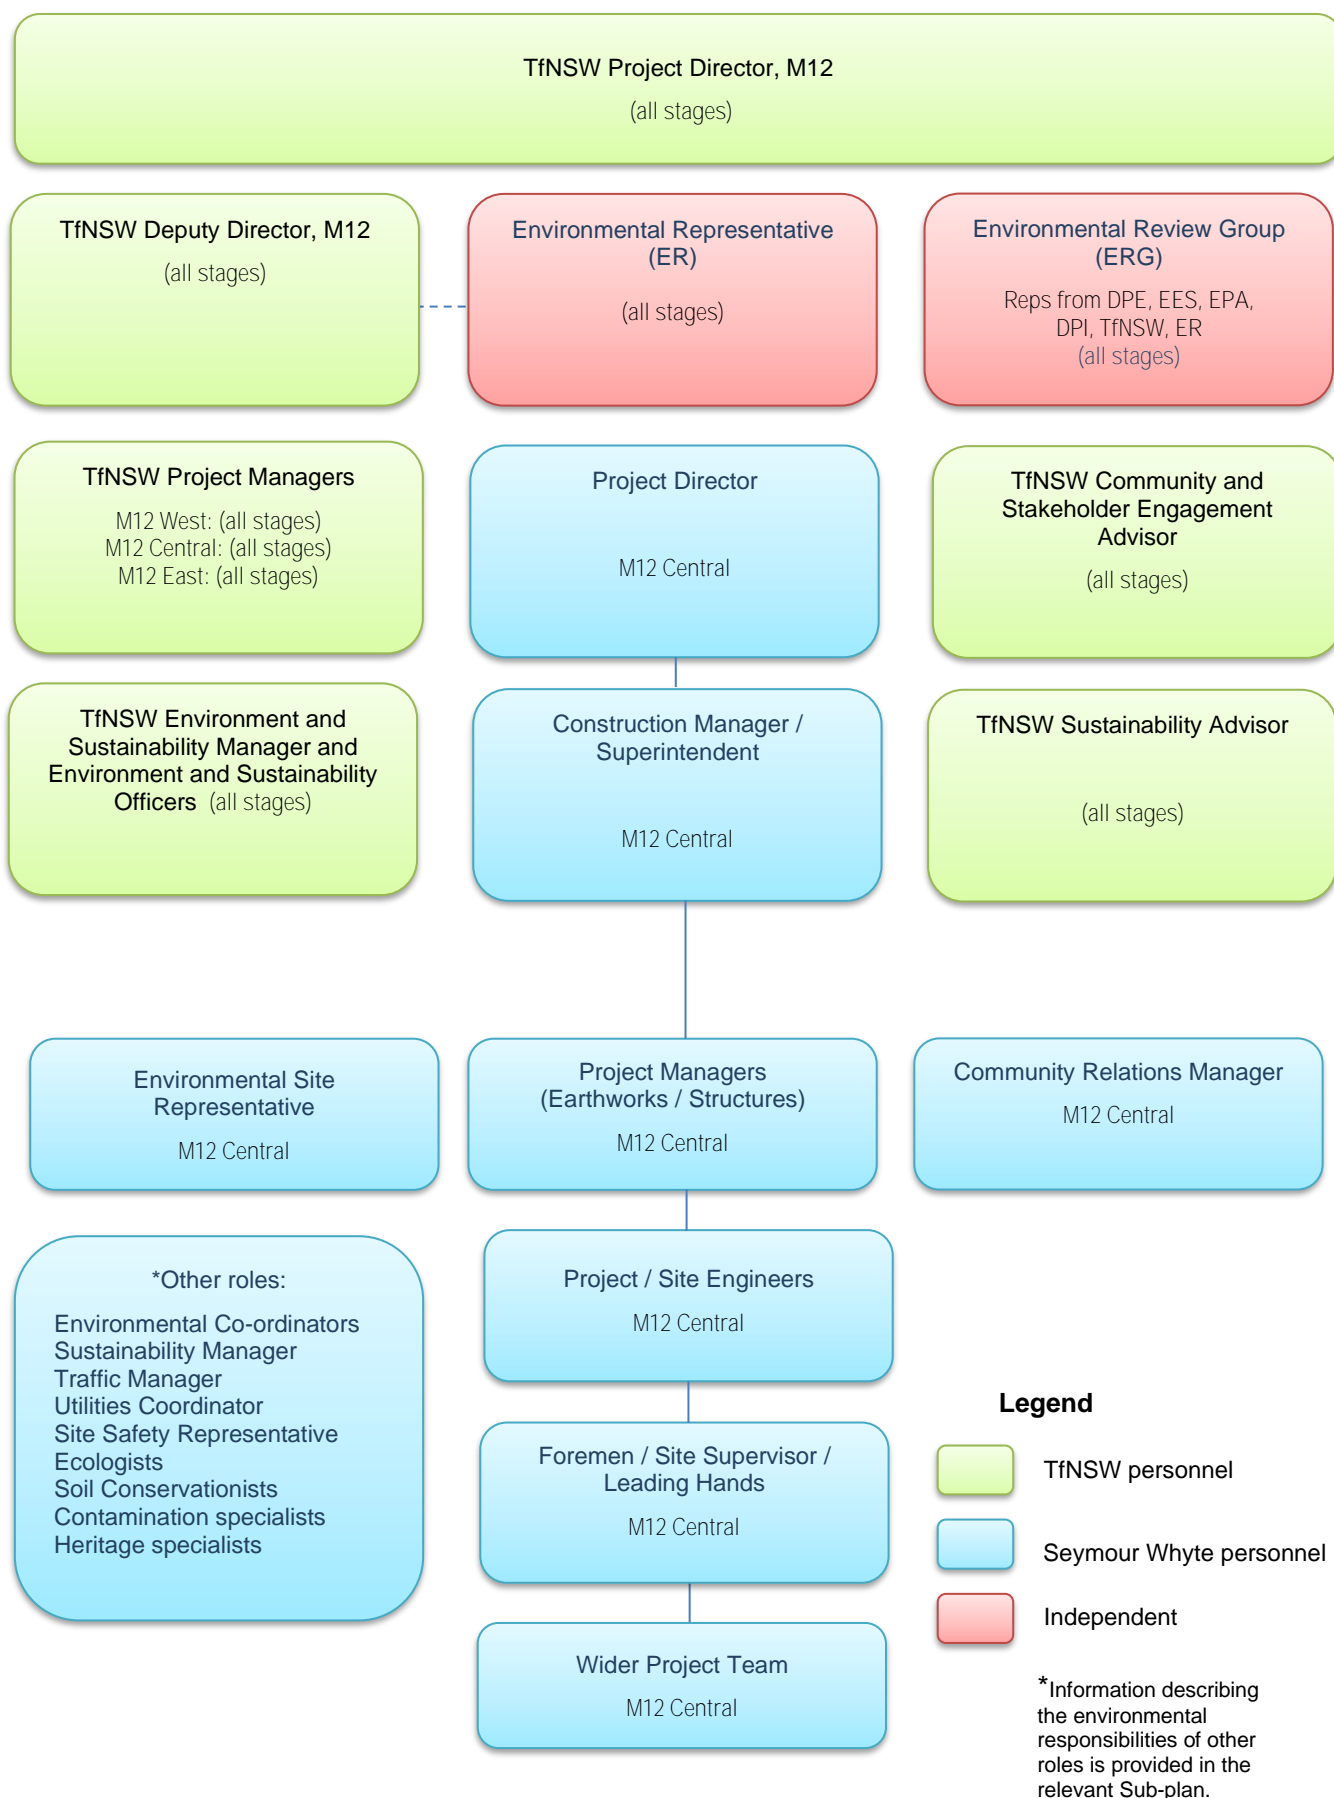 TfNSW Project Director, M12
(all stages)
TfNSW Deputy Director, M12
(all stages)
Environmental Representative
(ER)
(all stages)
Environmental Review Group
(ERG)
Reps from DPE, EES, EPA,
DPI, TfNSW, ER
(all stages)
TfNSW Project Managers
M12 West: (all stages)
M12 Central: (all stages)
M12 East: (all stages)
Project Director
M12 Central
TfNSW Community and
Stakeholder Engagement
Advisor
(all stages)
TfNSW Environment and
Sustainability Manager and
Environment and Sustainability
Officers (all stages)
Construction Manager /
Superintendent
M12 Central
TfNSW Sustainability Advisor
(all stages)
Environmental Site
Representative
M12 Central
Project Managers
(Earthworks / Structures)
M12 Central
Community Relations Manager
M12 Central
*Other roles:
Environmental Co-ordinators
Sustainability Manager
Traffic Manager
Utilities Coordinator
Site Safety Representative
Ecologists
Soil Conservationists
Contamination specialists
Heritage specialists
Project / Site Engineers
M12 Central
Foremen / Site Supervisor /
Leading Hands
M12 Central
Wider Project Team
M12 Central
Legend
TfNSW personnel
Seymour Whyte personnel
Independent
*Information describing
the environmental
responsibilities of other
roles is provided in the
relevant Sub-plan.